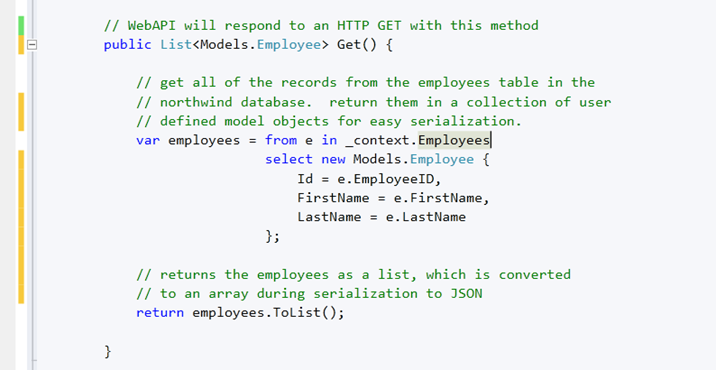 // WebAPI will respond to an HTTP GET with this method
public List<Models.Employee> Get() {
// get all of the records from the employees table in the
// northwind database.  return them in a collection of user
// defined model objects for easy serialization.
var employees = from e in _context.Employees
select new Models.Employee {
Id = e.EmployeeID,
FirstName = e.FirstName,
LastName = e.LastName
};
// returns the employees as a list, which is converted
// to an array during serialization to JSON
return employees.ToList();
}